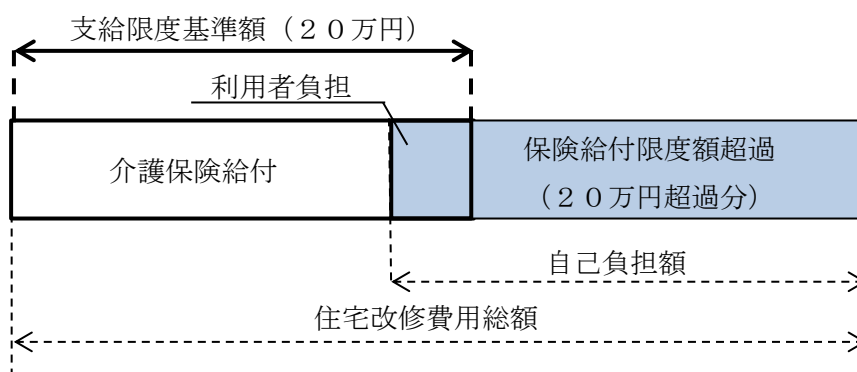 支給限度基準額（２０万円）
利用者負担
介護保険給付
保険給付限度額超過
（２０万円超過分）
自己負担額
住宅改修費用総額